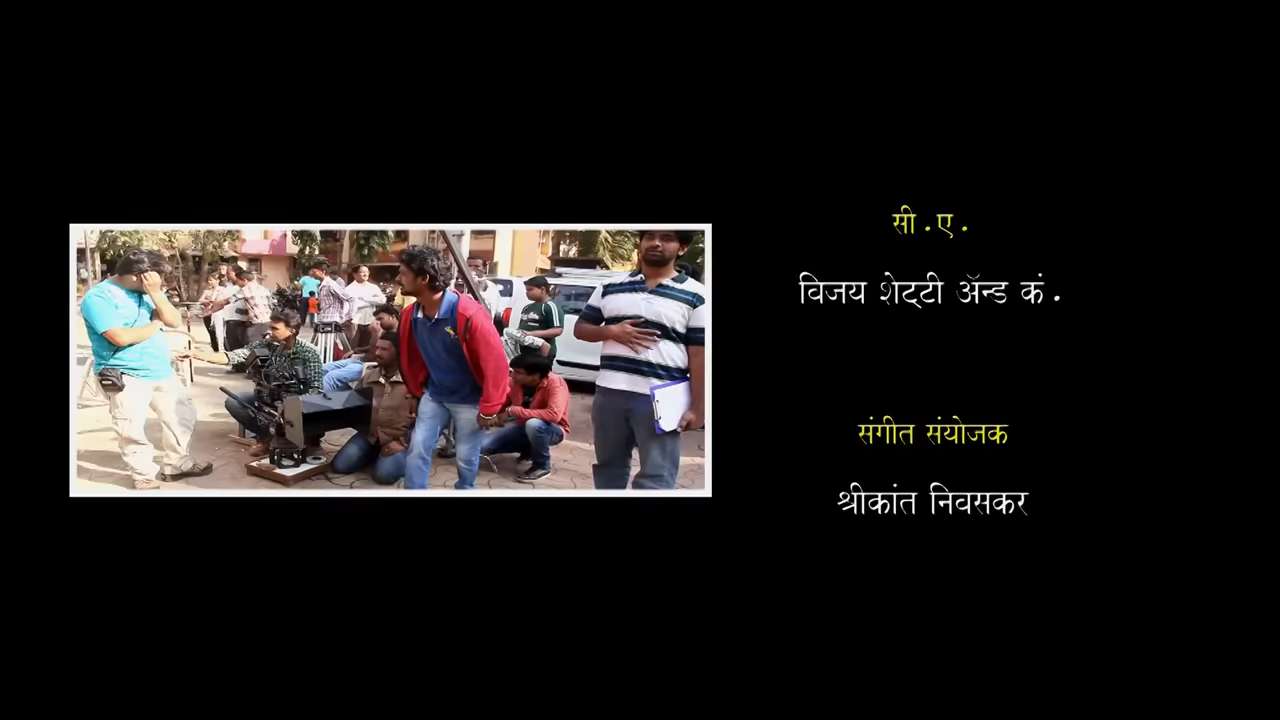 सी.ए.
विजय शेट्टी ॲन्ड कं.
संगीत संयोजक
श्रीकांत निवसकर